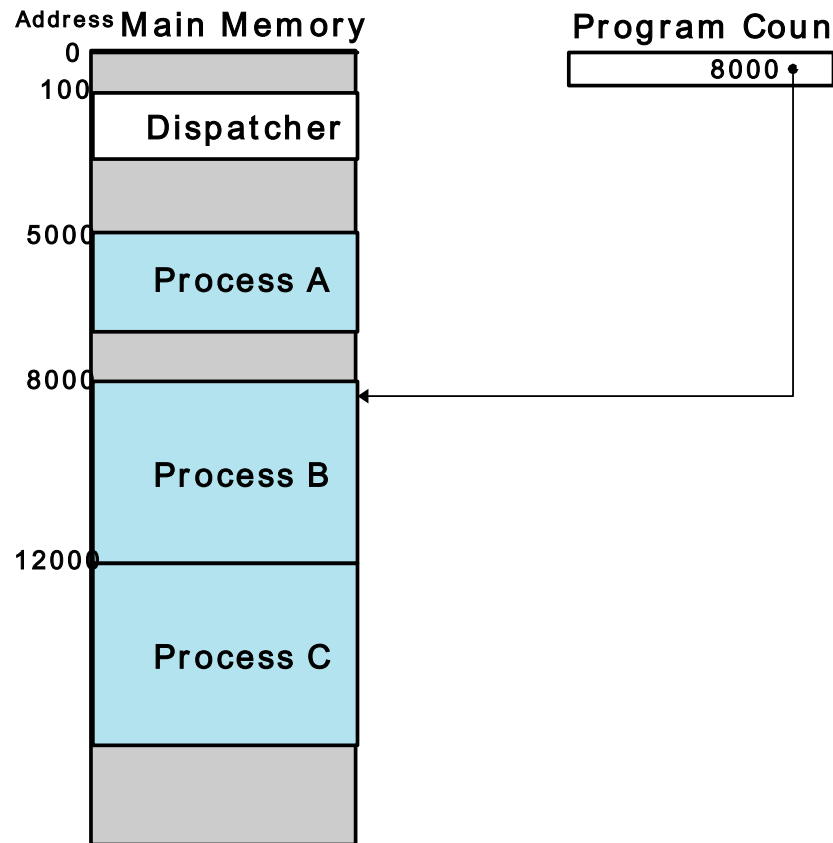 Address Main Memory
Program Coun
0
8000
100
Dispatcher
5000
Process A
8000
Process B
12000
Process C